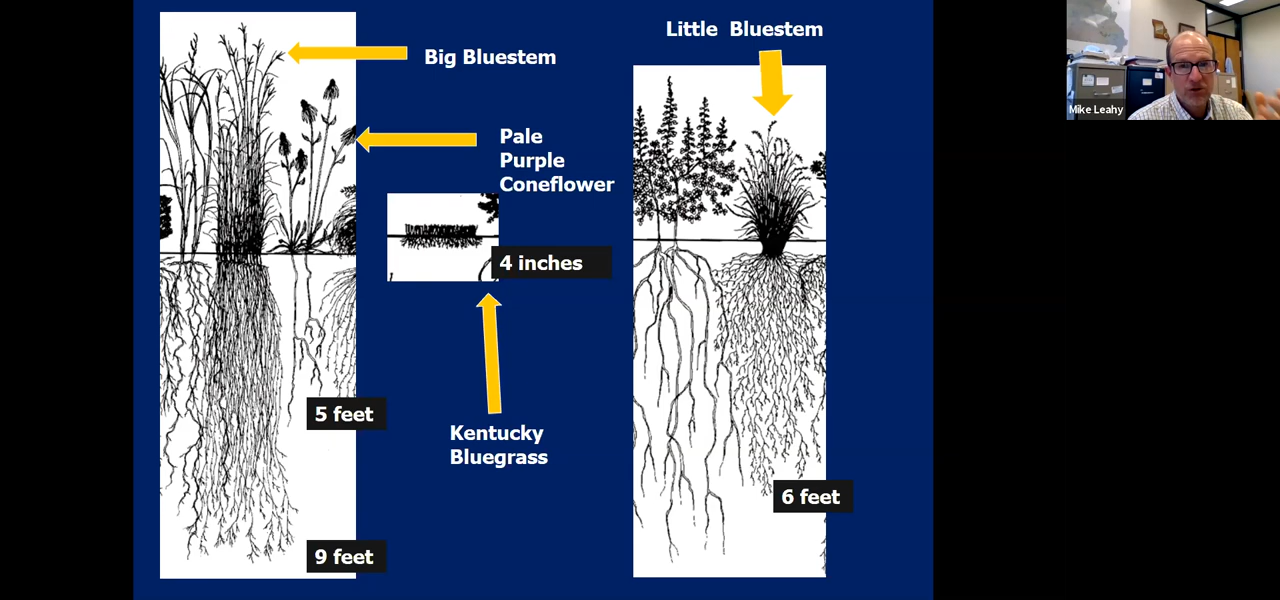 Big Bluestem
Pale
Purple
Coneflower
4 inches
Kentucky
Bluegrass
5 feet
9 feet
Little Bluestem
6 feet
Mike Leahy